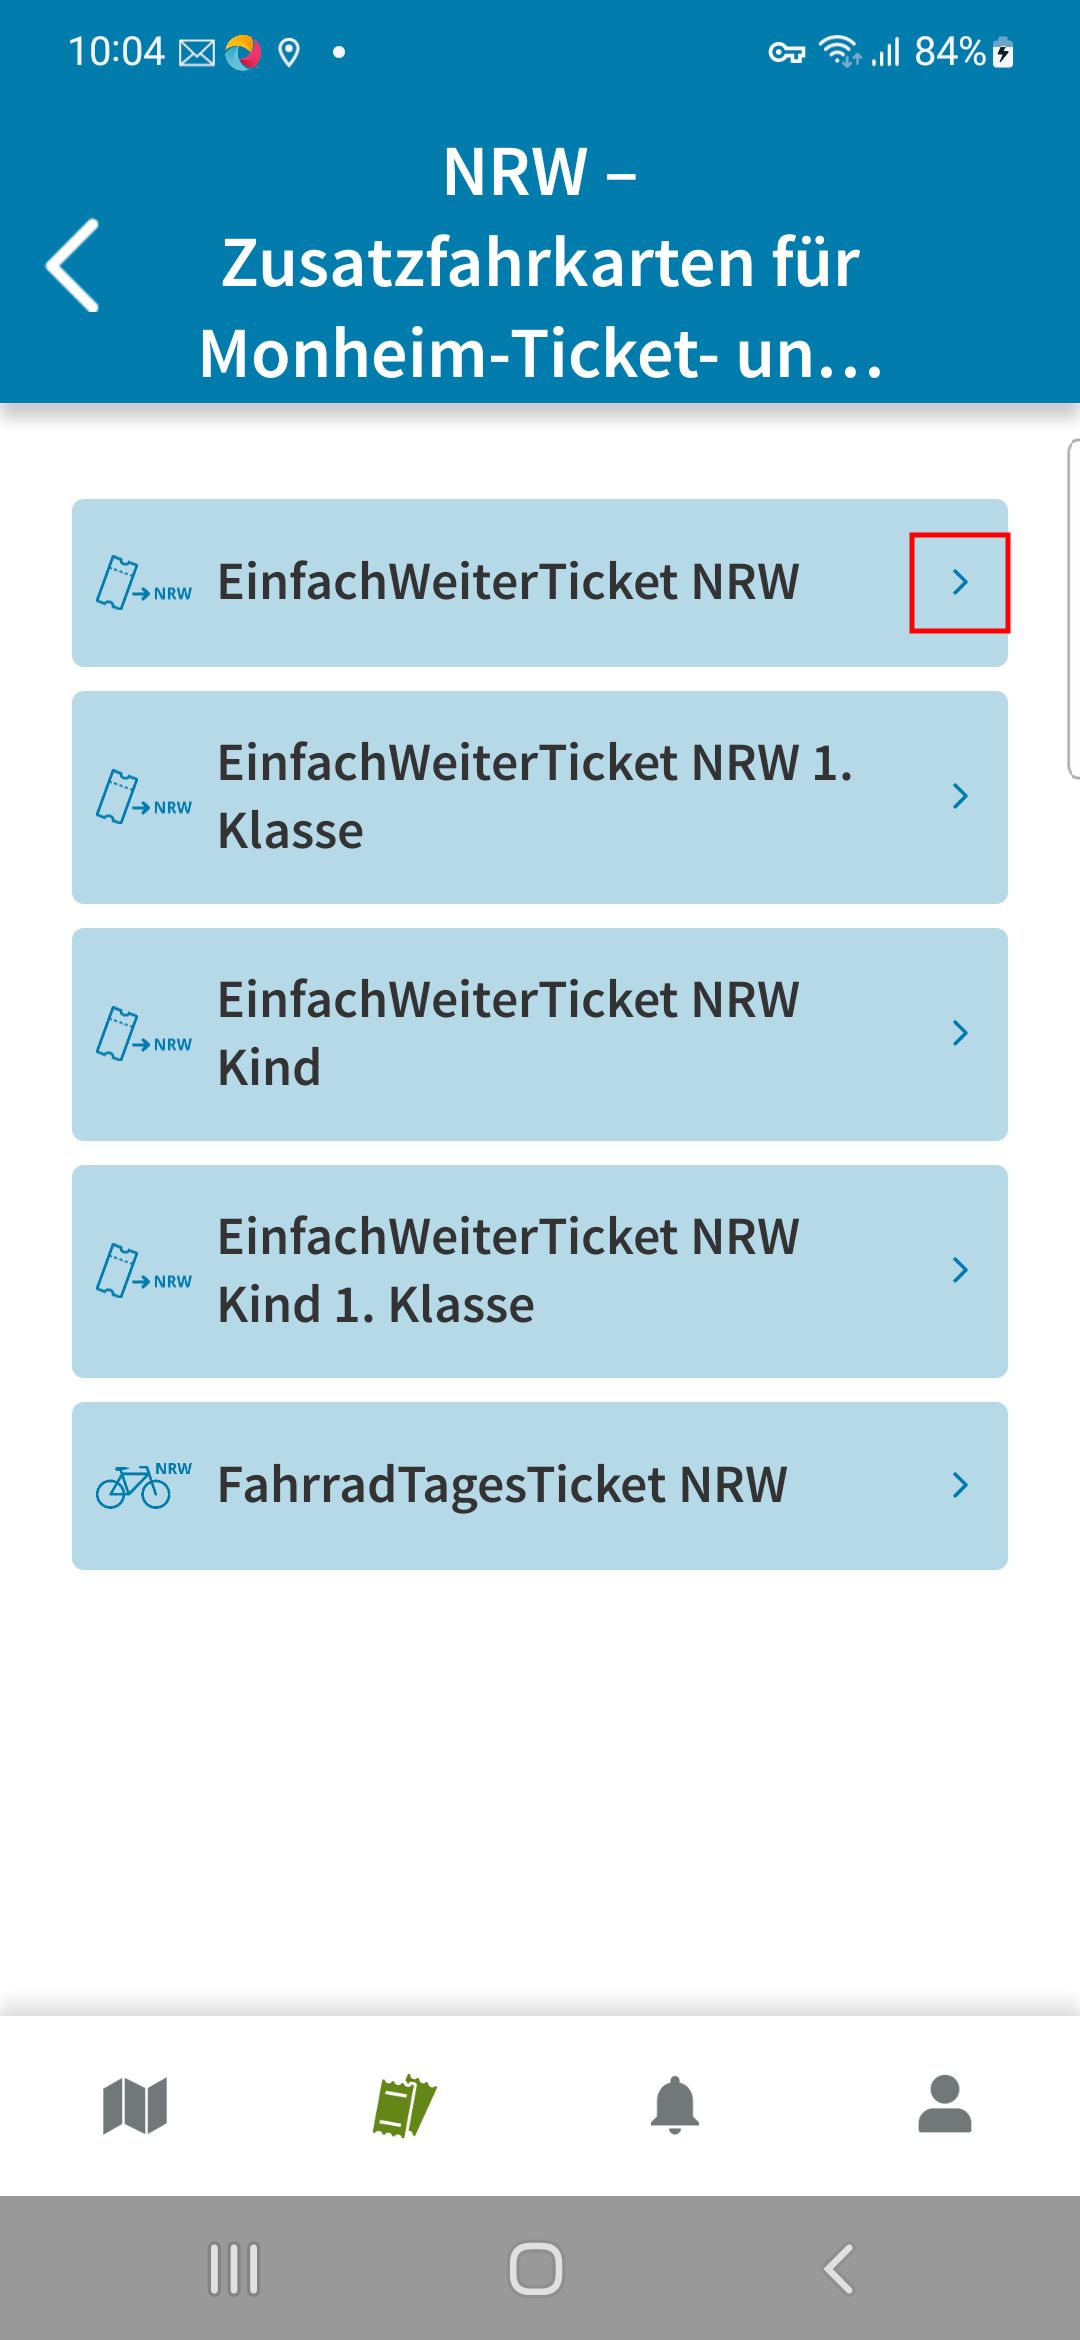 10:04
84%
NRW –
Zusatzfahrkarten für
Monheim-Ticket- un...
NRW
EinfachWeiterTicket NRW
EinfachWeiterTicket NRW 1.
NRW
Klasse
EinfachWeiterTicket NRW
NRW
Kind
EinfachWeiterTicket NRW
NRW
Kind 1. Klasse
NRW
FahrradTagesTicket NRW